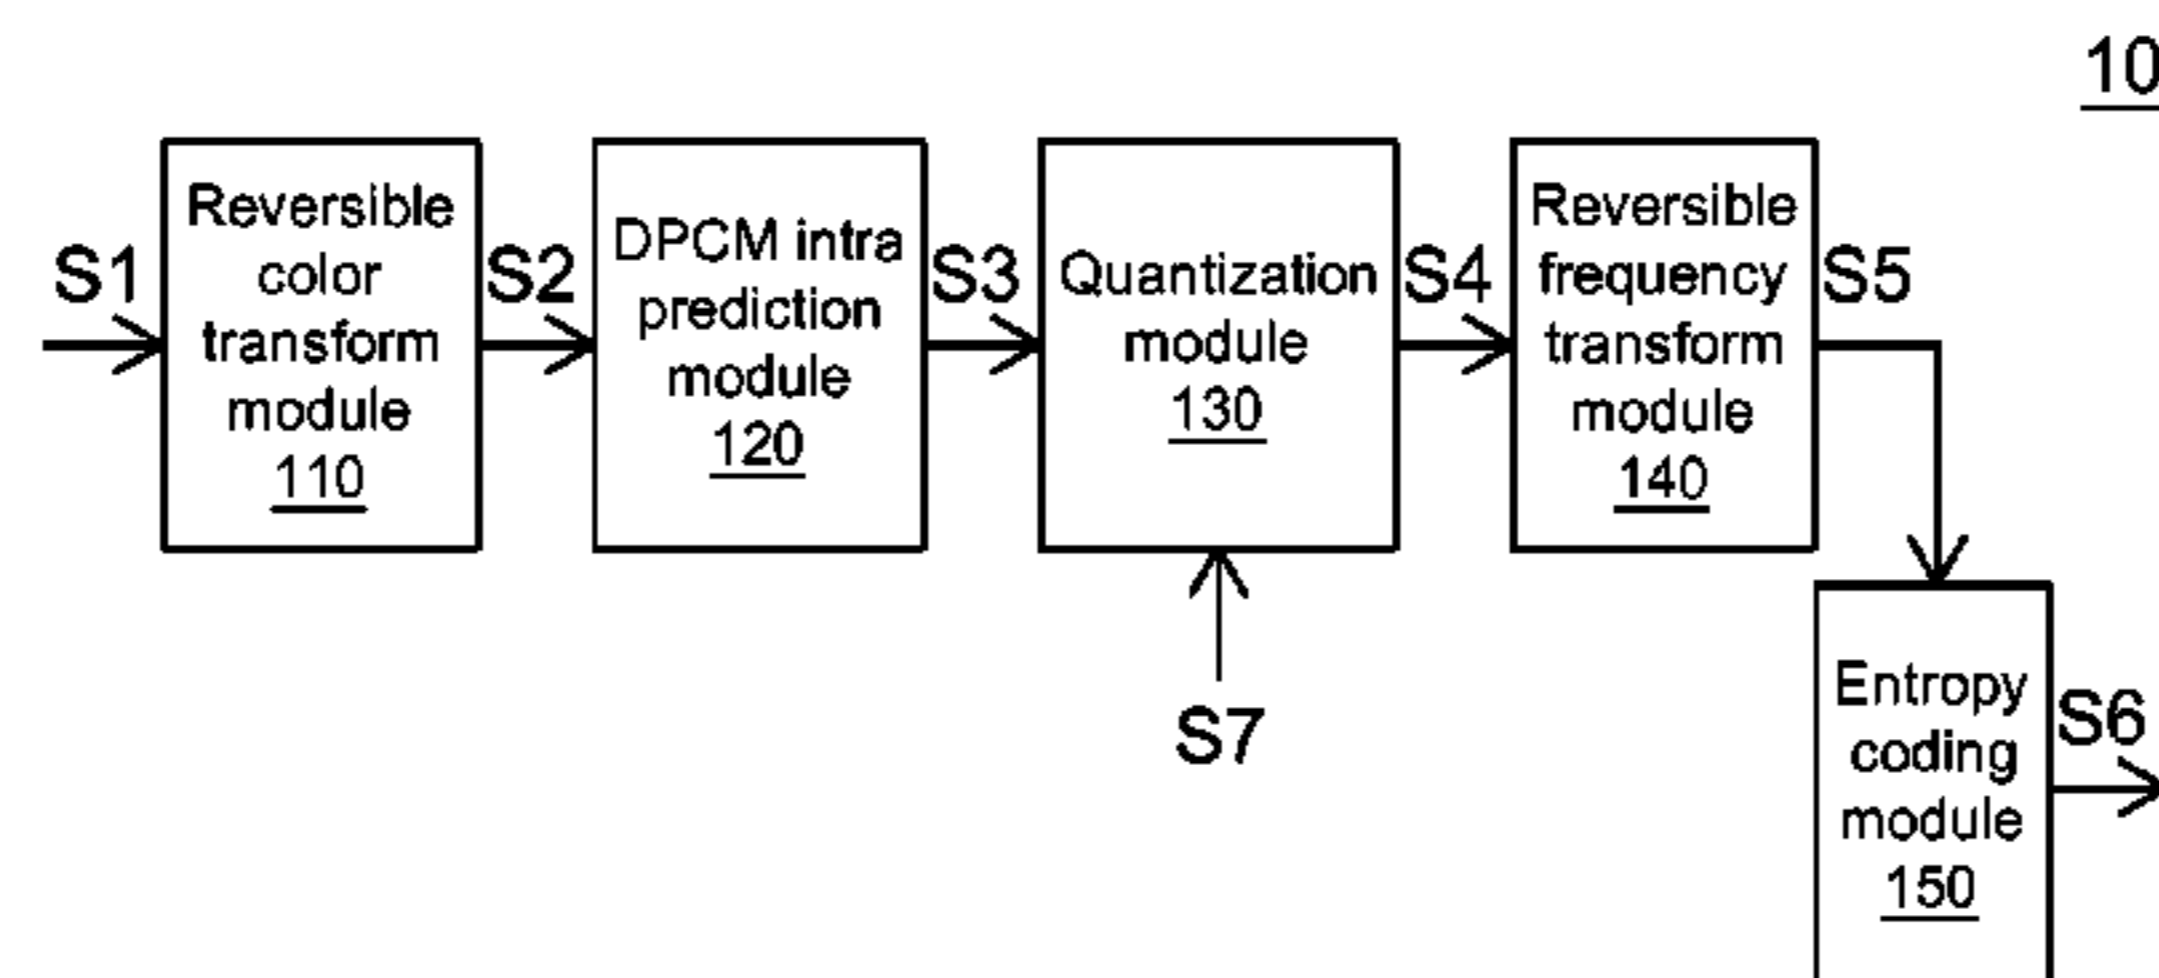 10
S1
Reversible
color
transform
module
110
S2
DPCM intra
prediction
module
120
S3
Quantization
module
130
S4
Reversible
frequency
transform
module
140
S5
S7
Entropy
coding
module
150
S6